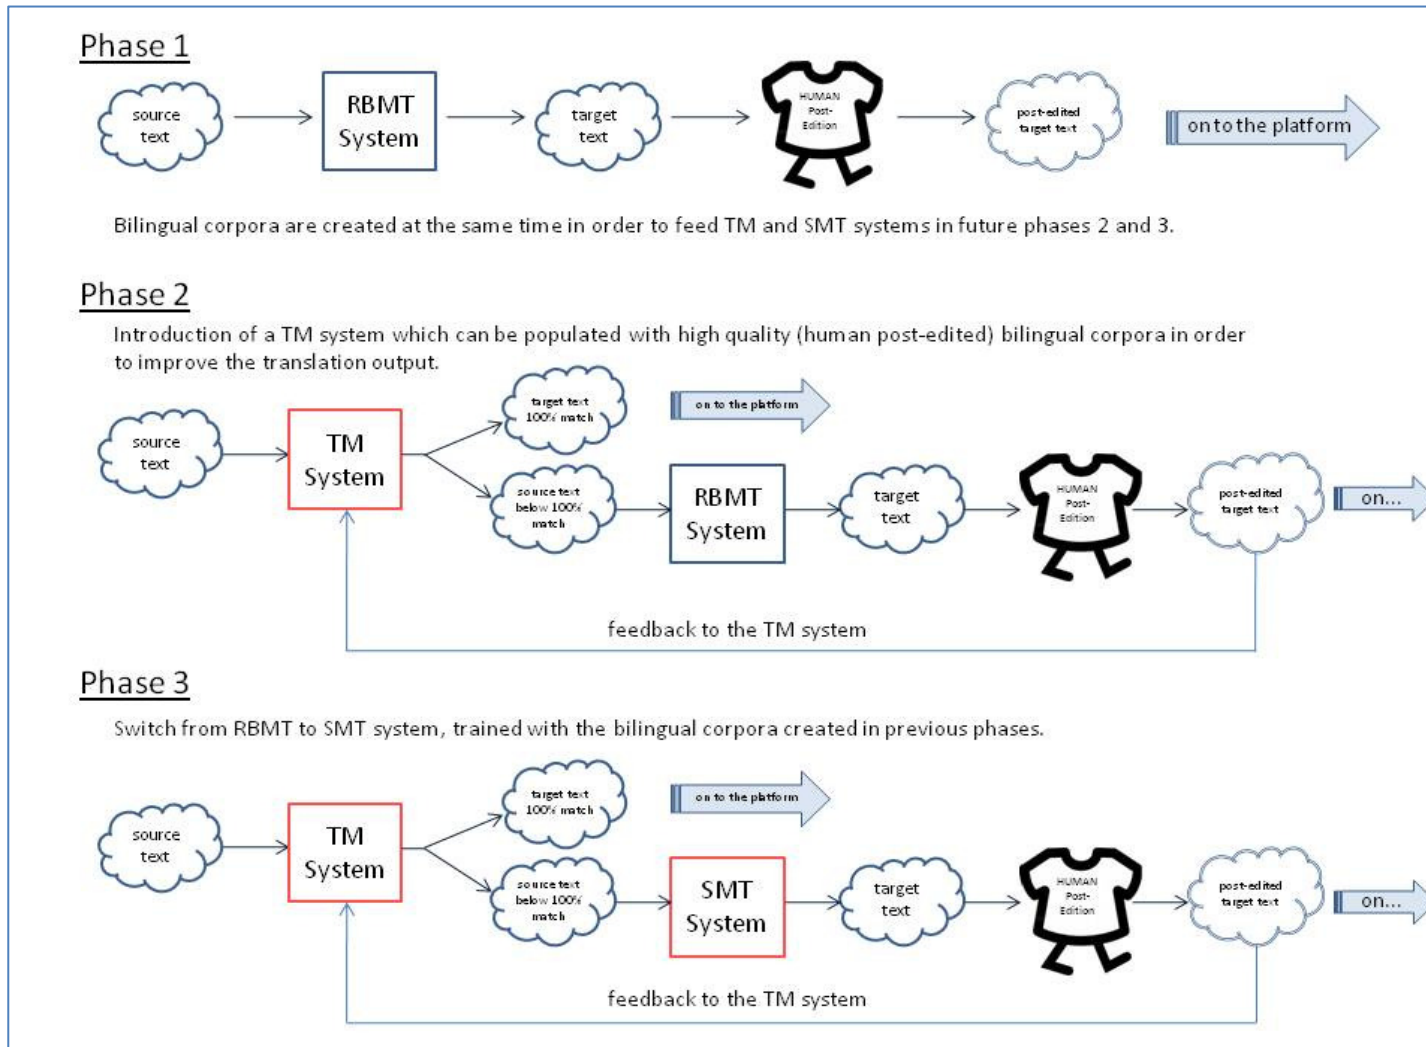 Phase 1
source
text
RBMT
System
target
text
HUMAN
Post-
Edition
post-edited
target text
on to the platform
Bilingual corpora are created at the same time in order to feed TM and SMT systems in future phases 2 and 3.
Phase 2
Introduction of a TM system which can be populated with high quality (human post-edited) bilingual corpora in order
to improve the translation output.
target text
100% match
on to the platform
source
text
TM
System
source text
below 100%
match
RBMT
System
target
text
HUMAN
Post-
Edition
post-edited
target text
on...
feedback to the TM system
Phase 3
Switch from RBMT to SMT system, trained with the bilingual corpora created in previous phases.
target text
100% match
on to the platform
source
text
TM
System
source text
below 100%
match
SMT
System
target
text
HUMAN
Post-
Edition
post-edited
target text
on...
feedback to the TM system